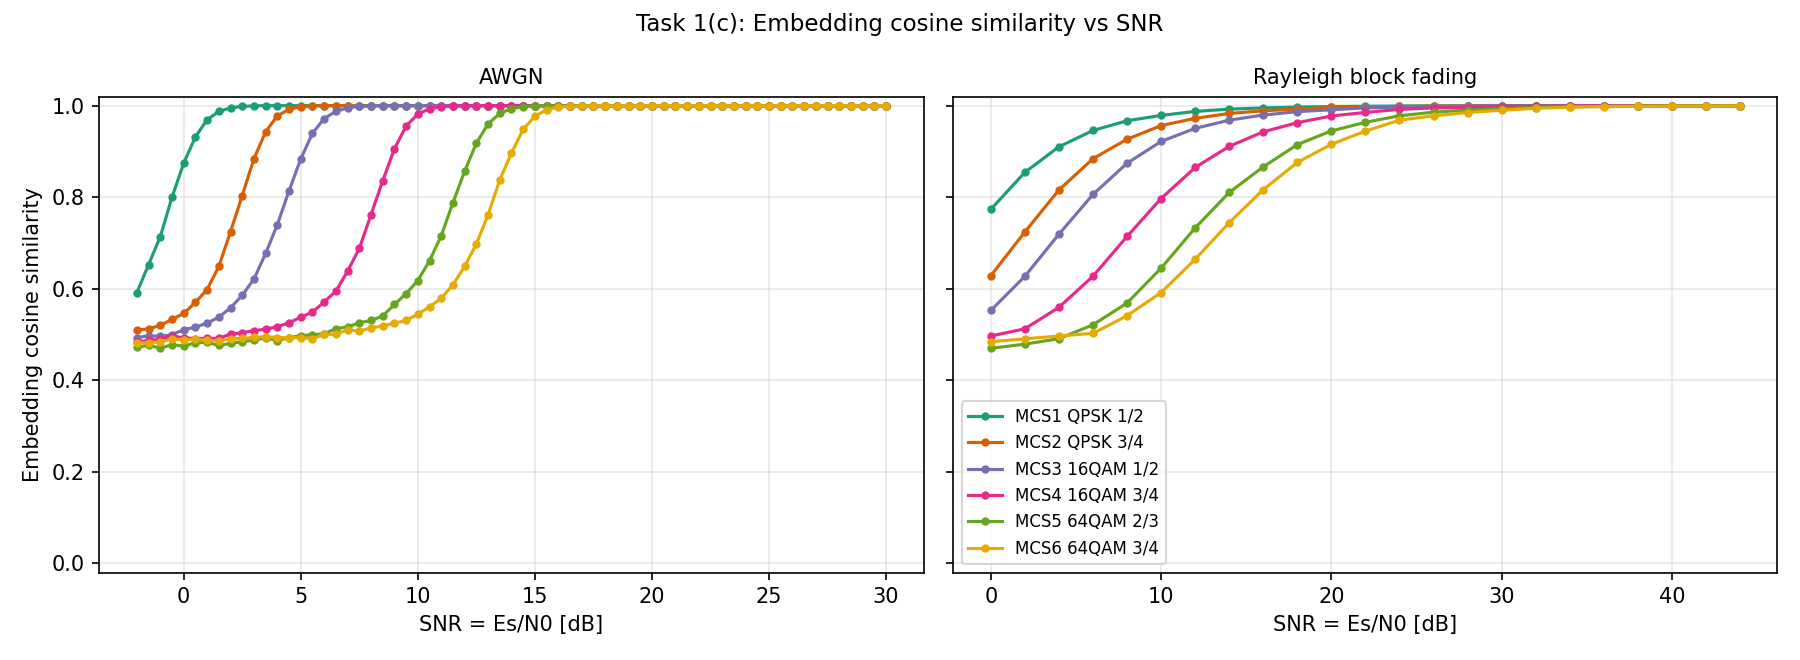 Task 1(c): Embedding cosine similarity vs SNR
AWGN
Embedding cosine similarity
1.0
0.8
0.6
0.4
0.2
0.0
0 5 10 15 20 25 30
SNR = Es/N0 [dB]
Rayleigh block fading
MCS1 QPSK 1/2
MCS2 QPSK 3/4
MCS3 16QAM 1/2
MCS4 16QAM 3/4
MCS5 64QAM 2/3
MCS6 64QAM 3/4
0 10 20 30 40
SNR = Es/N0 [dB]